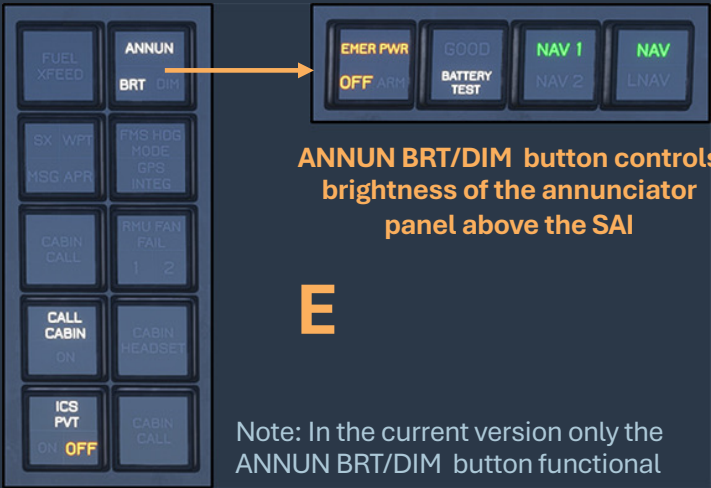 FUEL
XFEED
ANNUN
BRT DIM
SX WPT
MSG APR
FMS HDG
MODE
GPS
INTEG
CABIN
CALL
RMU FAN
FAIL
1 2
CALL
CABIN
ON
CABIN
HEADSET
ICS
PVT
ON OFF
CABIN
CALL
EMER PWR
OFF ARM
GOOD
BATTERY
TEST
NAV 1
NAV 2
NAV
LNAV
ANNUN BRT/DIM button controls
brightness of the annunciator
panel above the SAI
E
Note: In the current version only the
ANNUN BRT/DIM button functional